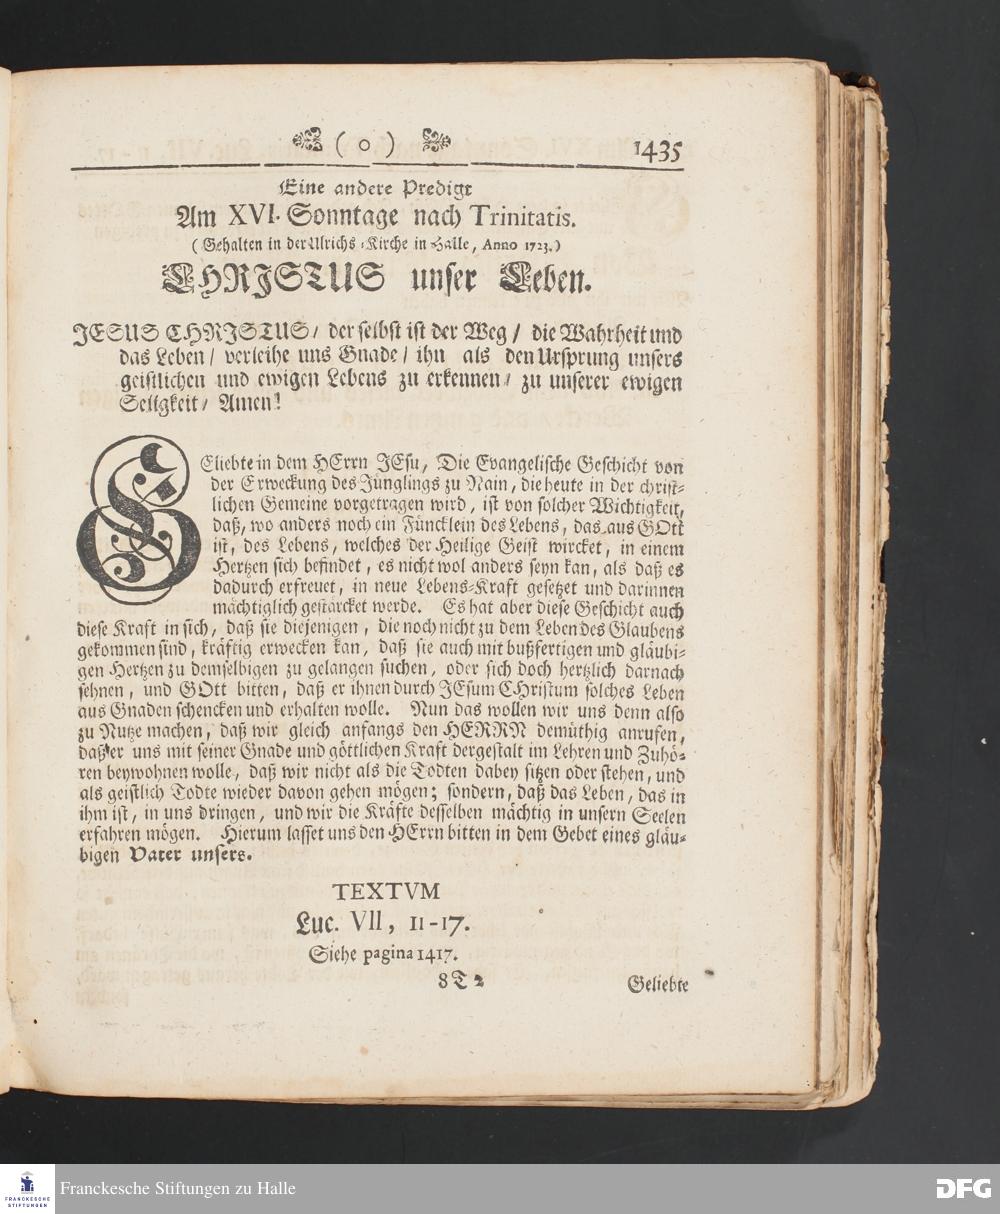 ( o ) 1435
Eine andere Predigt
Am XVI. Sonntage nach Trinitatis.
(Gehalten in der Ulrichs-Kirche in Halle, Anno 1723.)
CHRISTUS unser Leben.
JESUS CHRISTUS/ der selbst ist der Weg/ die Wahrheit und
das Leben/ verleihe uns Gnade/ ihn als den Ursprung unsers
geistlichen und ewigen Lebens zu erkennen/ zu unserer ewigen
Seligkeit/ Amen!
GEliebte in dem HErrn JEsu, Die Evangelische Geschicht von
der Erweckung des Jünglings zu Nain, die heute in der christ-
lichen Gemeine vorgetragen wird, ist von solcher Wichtigkeit,
daß, wo anders noch ein Füncklein des Lebens, das aus GOtt
ist, des Lebens, welches der Heilige Geist wircket, in einem
Hertzen sich befindet, es nicht wol anders seyn kan, als daß es
dadurch erfreuet, in neue Lebens-Kraft gesetzet und darinnen
mächtiglich gestärcket werde. Es hat aber diese Geschicht auch
diese Kraft in sich, daß sie diejenigen, die noch nicht zu dem Leben des Glaubens
gekommen sind, kräftig erwecken kan, daß sie auch mit bußfertigen und gläubi-
gen Hertzen zu demselbigen zu gelangen suchen, oder sich doch hertzlich darnach
sehnen, und GOtt bitten, daß er ihnen durch JEsum CHristum solches Leben
aus Gnaden schencken und erhalten wolle. Nun das wollen wir uns denn also
zu Nutze machen, daß wir gleich anfangs den HERRN demüthig anrufen,
daß er uns mit seiner Gnade und göttlichen Kraft dergestalt im Lehren und Zuhö-
ren beywohnen wolle, daß wir nicht als die Todten dabey sitzen oder stehen, und
als geistlich Todte wieder davon gehen mögen; sondern, daß das Leben, das in
ihm ist, in uns dringen, und wir die Kräfte desselben mächtig in unsern Seelen
erfahren mögen. Hierum lasset uns den HErrn bitten in dem Gebet eines gläu-
bigen Vater unsers.
TEXTVM
Luc. VII, 11-17.
Siehe pagina 1417.
8T 2 Geliebte
FRANCKESCHE
STIFTUNGEN
Franckesche Stiftungen zu Halle
DFG